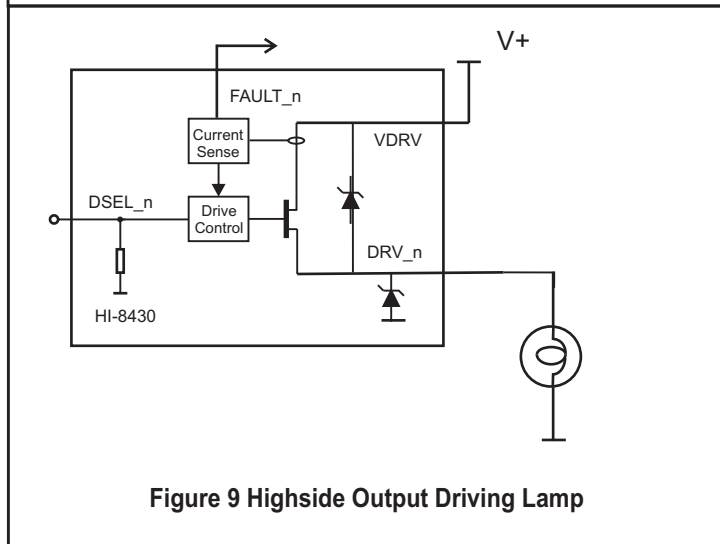 V+
FAULT_n
Current
Sense
VDRV
DSEL_n
Drive
Control
DRV_n
HI-8430
Figure 9 Highside Output Driving Lamp